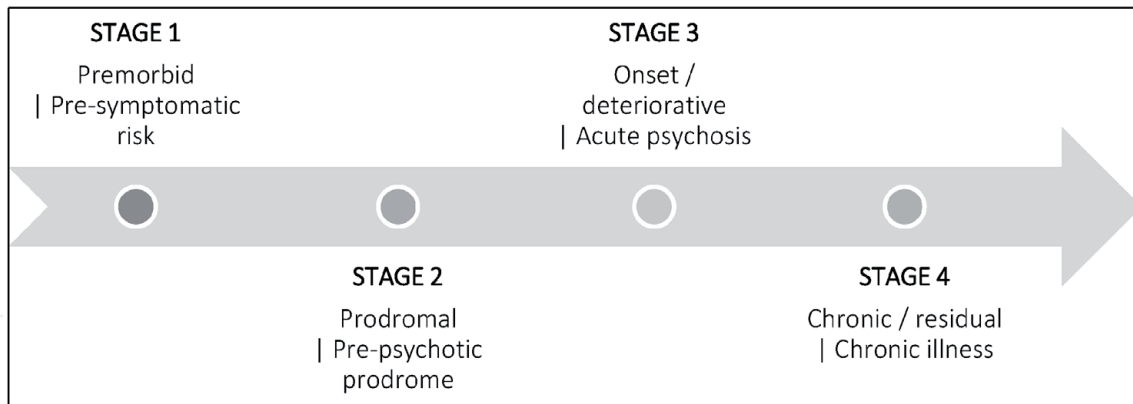 STAGE 1
Premorbid
| Pre-symptomatic
risk
STAGE 2
Prodromal
| Pre-psychotic
prodrome
STAGE 3
Onset /
deteriorative
| Acute psychosis
STAGE 4
Chronic / residual
| Chronic illness